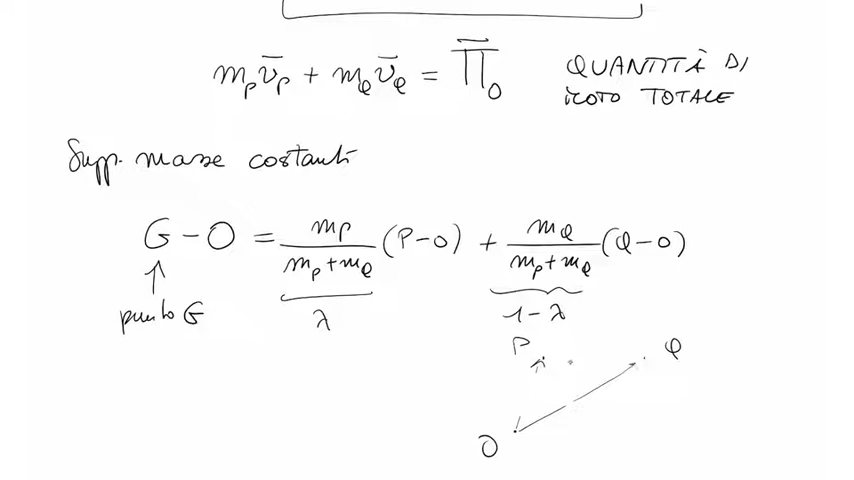 m_P v̄_P + m_Q v̄_Q = Π̄_0 QUANTITÀ DI
MOTO TOTALE
Supp. masse costanti
G - O = m_P/(m_P + m_Q) (P - O) + m_Q/(m_P + m_Q) (Q - O)
punto G λ 1 - λ
P Q
O